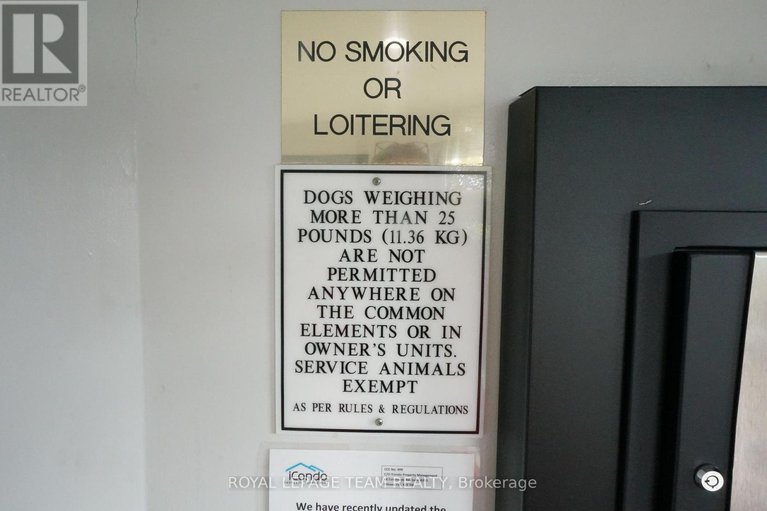 REALTOR®
NO SMOKING
OR
LOITERING
DOGS WEIGHING
MORE THAN 25
POUNDS (11.36 KG)
ARE NOT
PERMITTED
ANYWHERE ON
THE COMMON
ELEMENTS OR IN
OWNER'S UNITS.
SERVICE ANIMALS
EXEMPT
AS PER RULES & REGULATIONS
iCondo
ROYAL LEPAGE TEAM REALTY, Brokerage
We have recently updated the